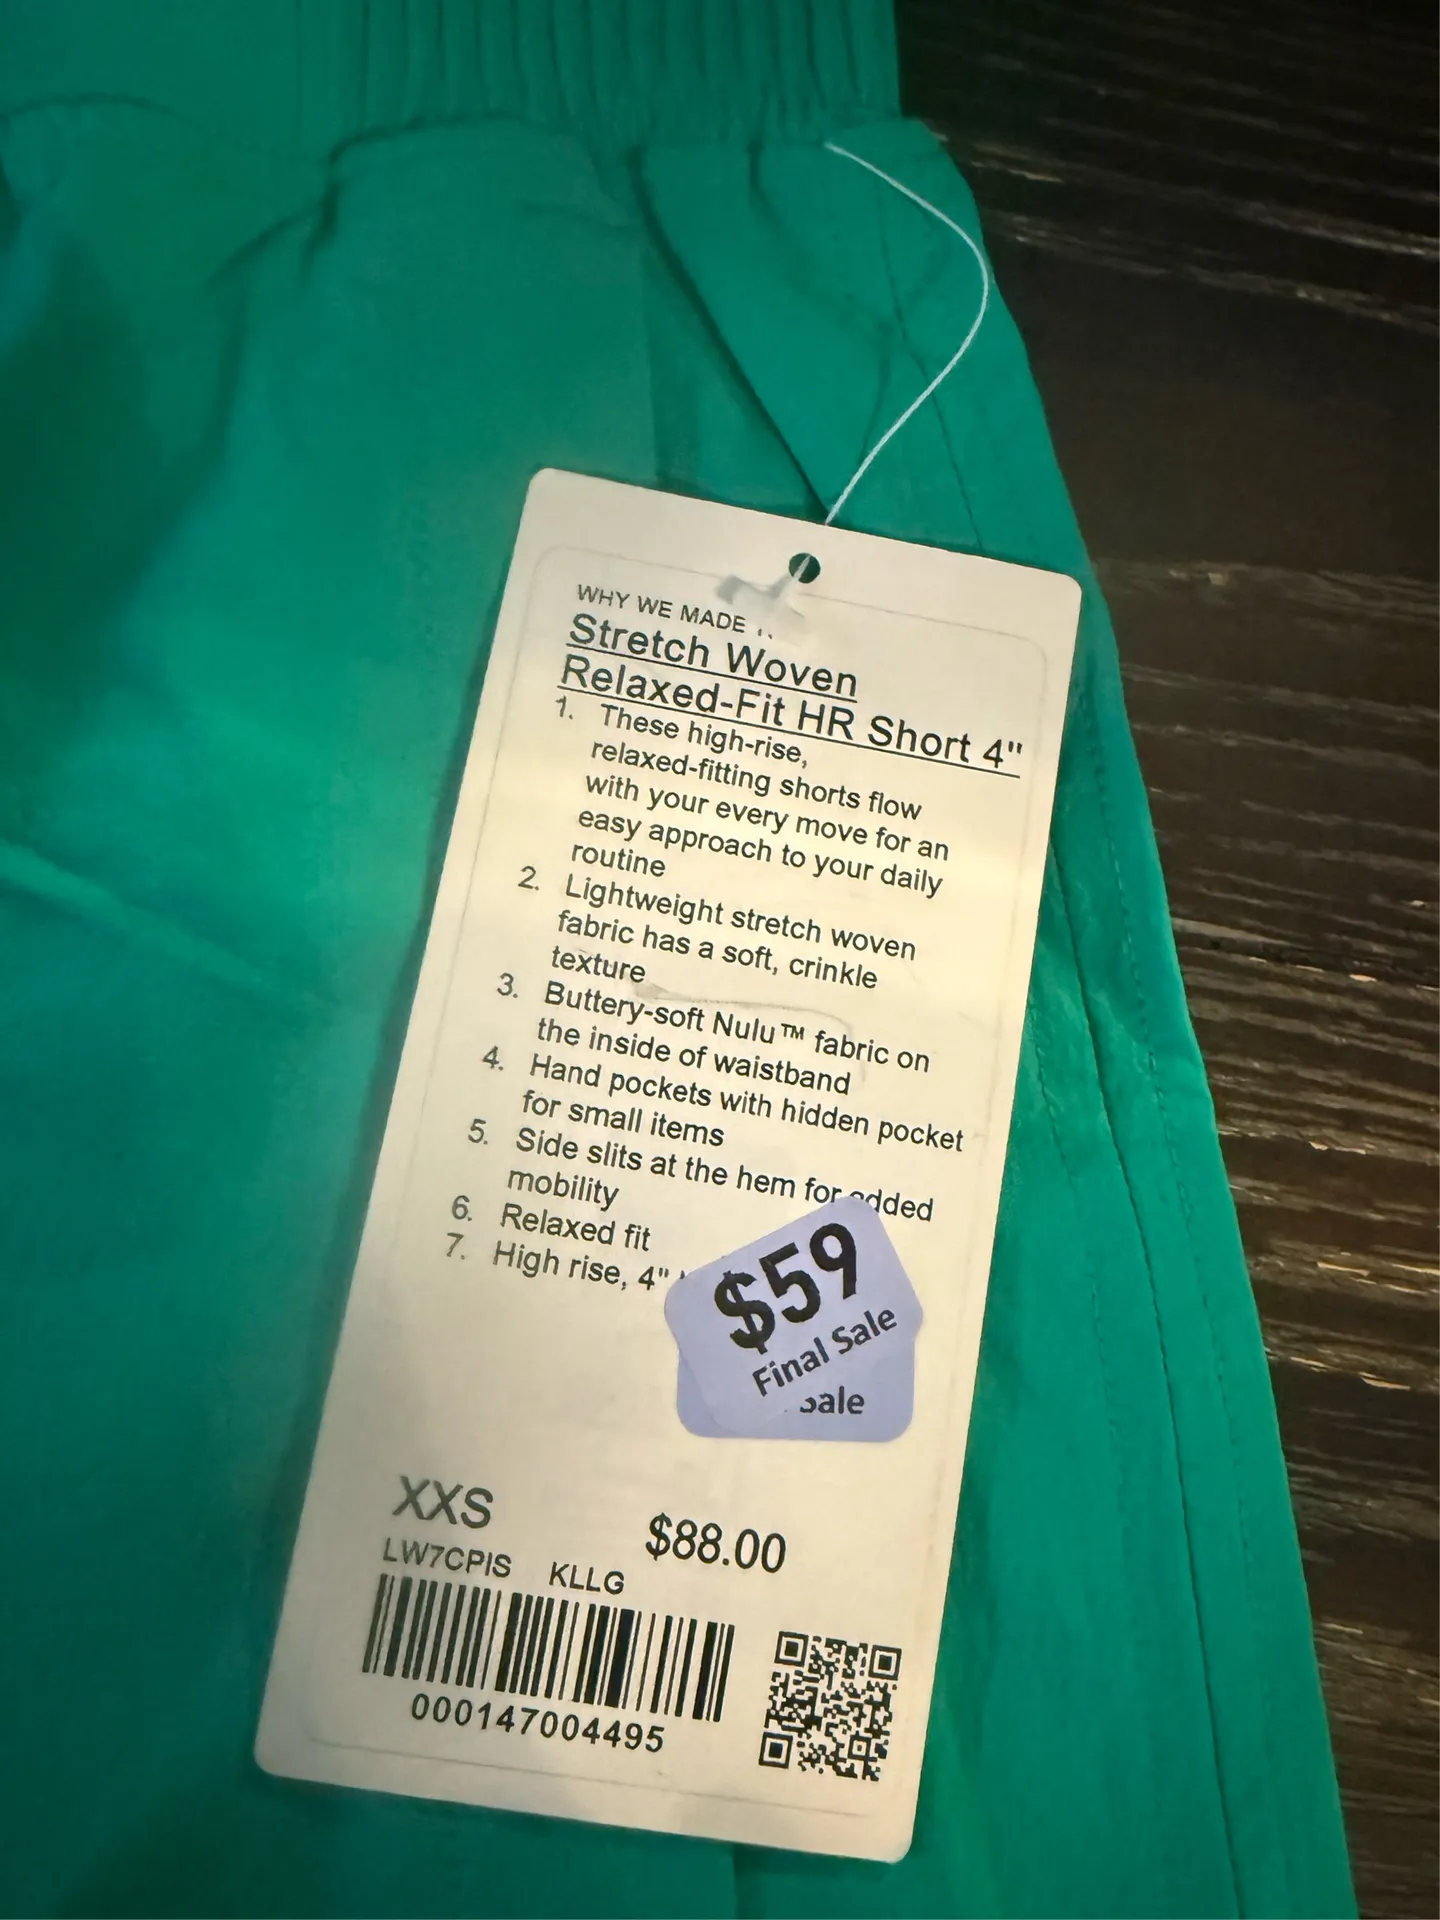 WHY WE MADE
Stretch Woven
Relaxed-Fit HR Short 4"
1. These high-rise,
relaxed-fitting shorts flow
with your every move for an
easy approach to your daily
routine
2. Lightweight stretch woven
fabric has a soft, crinkle
texture
3. Buttery-soft Nulu™ fabric on
the inside of waistband
4. Hand pockets with hidden pocket
for small items
5. Side slits at the hem for added
mobility
6. Relaxed fit
7. High rise, 4"
$59
Final Sale
Sale
XXS
$88.00
LW7CPIS KLLG
000147004495